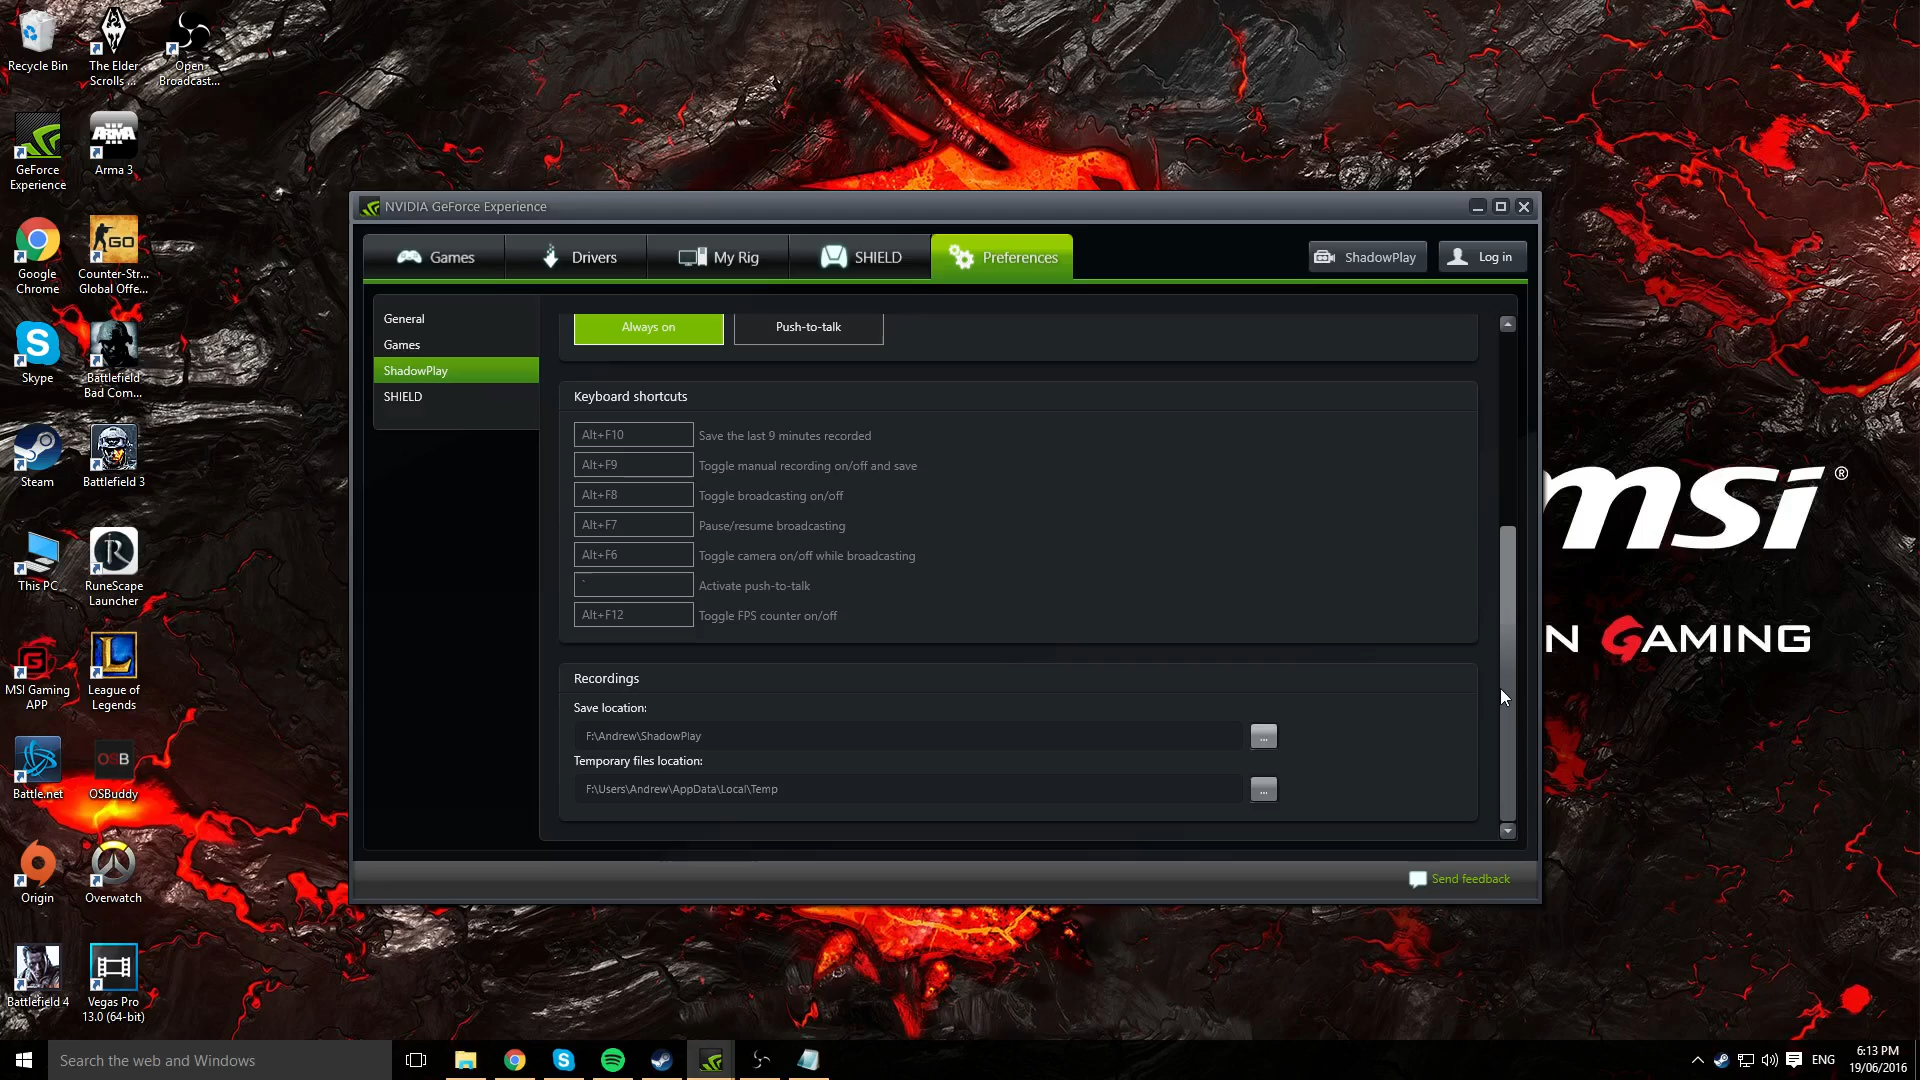 Recycle Bin
The Elder
Scrolls ...
Open
Broadcast...
GeForce
Experience
ARMA
III
Arma 3
Google
Chrome
GO
Counter-Str...
Global Offe...
S
Skype
Battlefield
Bad Com...
Steam
Battlefield 3
This PC
R
RuneScape
Launcher
G
MSI Gaming
APP
L
League of
Legends
Battle.net
OSB
OSBuddy
Origin
Overwatch
Battlefield 4
Vegas Pro
13.0 (64-bit)
NVIDIA GeForce Experience
Games
Drivers
My Rig
SHIELD
Preferences
ShadowPlay
Log in
General
Games
ShadowPlay
SHIELD
Always on
Push-to-talk
Keyboard shortcuts
Alt+F10 Save the last 9 minutes recorded
Alt+F9 Toggle manual recording on/off and save
Alt+F8 Toggle broadcasting on/off
Alt+F7 Pause/resume broadcasting
Alt+F6 Toggle camera on/off while broadcasting
` Activate push-to-talk
Alt+F12 Toggle FPS counter on/off
Recordings
Save location:
F:\Andrew\ShadowPlay
...
Temporary files location:
F:\Users\Andrew\AppData\Local\Temp
...
Send feedback
msi ®
N GAMING
Search the web and Windows
ENG
6:13 PM
19/06/2016